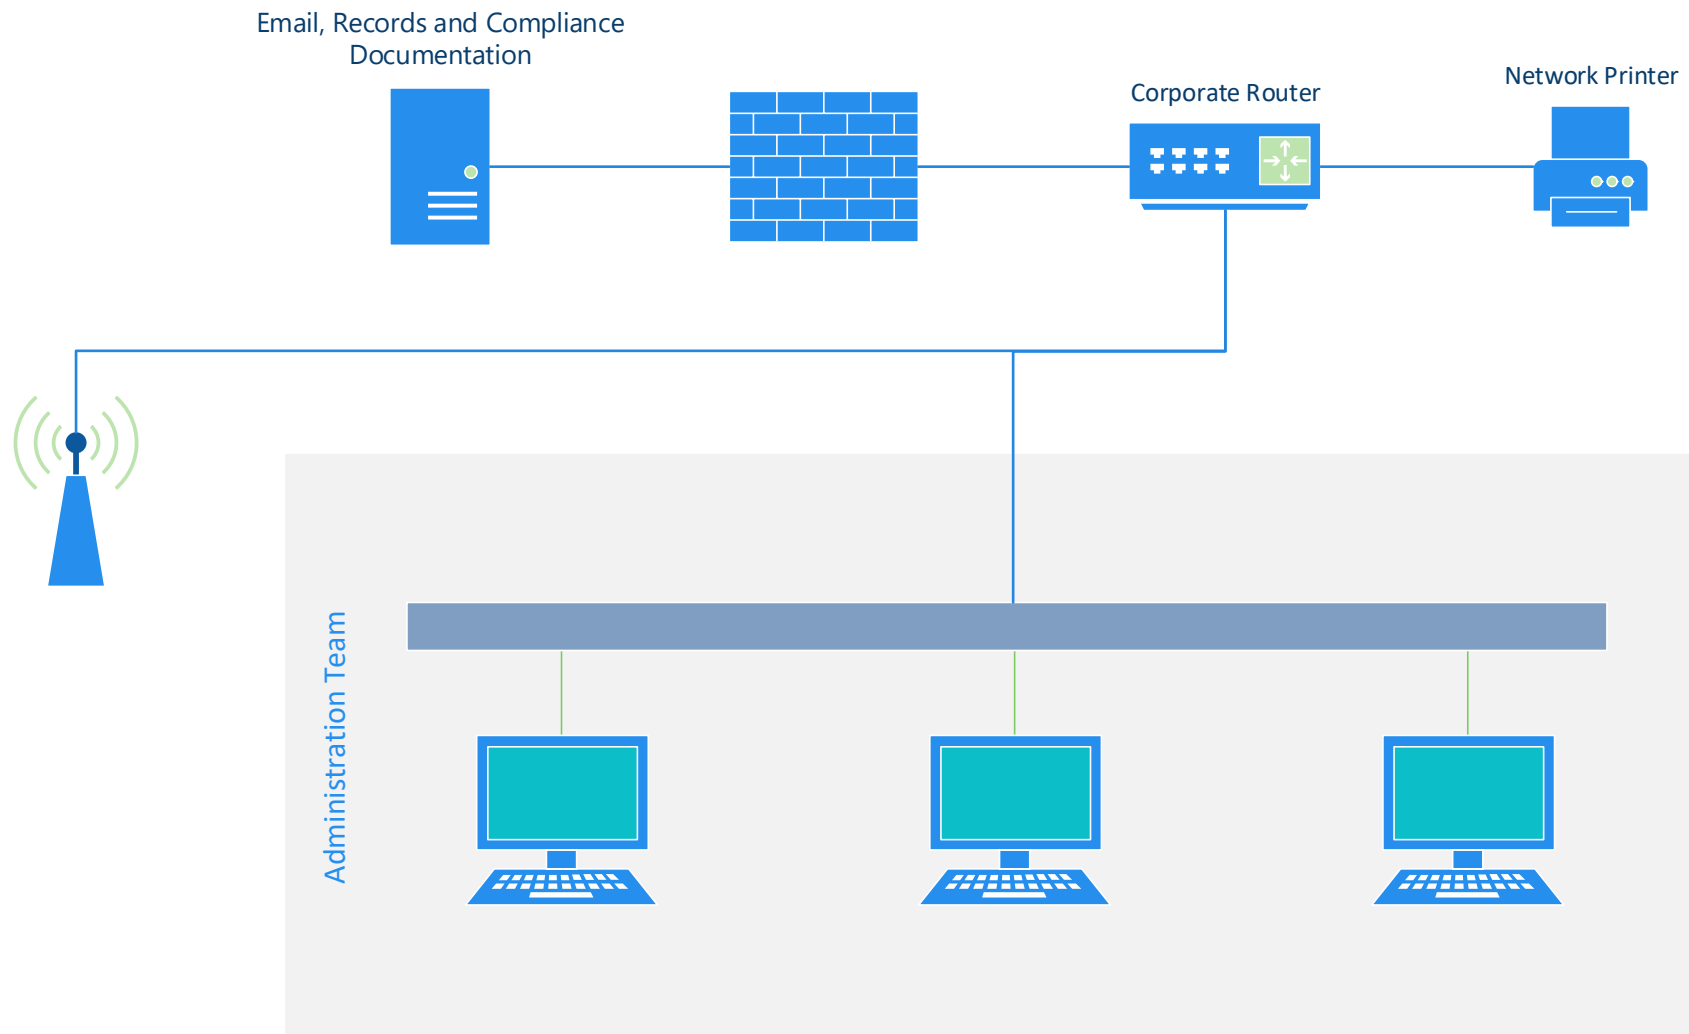 Email, Records and Compliance
Documentation
Corporate Router
Network Printer
Administration Team